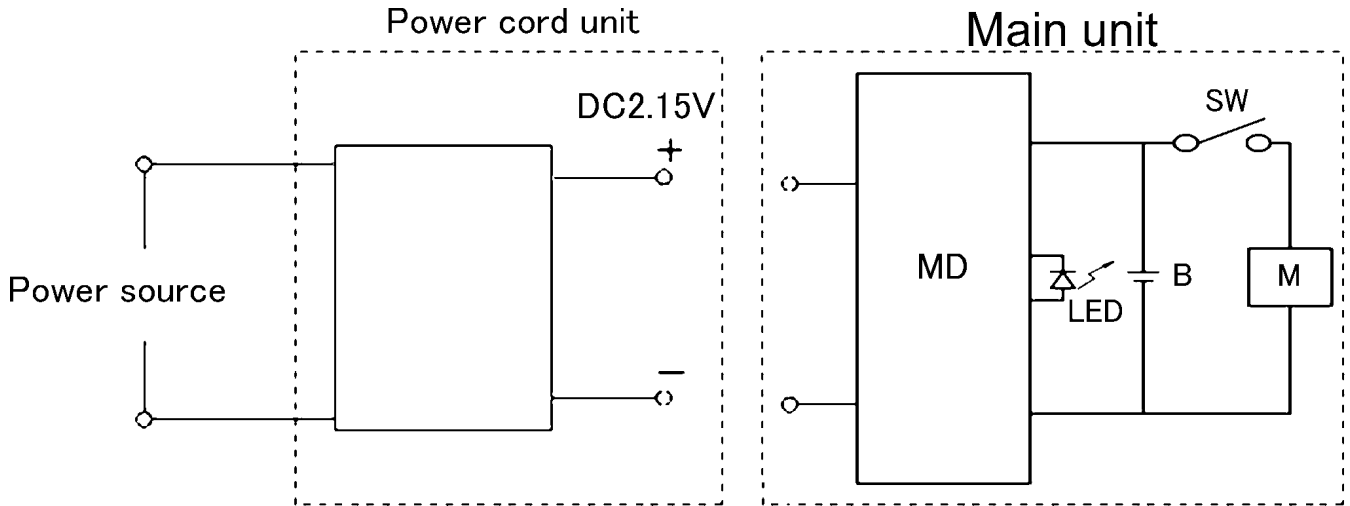 Power cord unit
Main unit
DC2.15V
+
−
Power source
SW
MD
LED
B
M